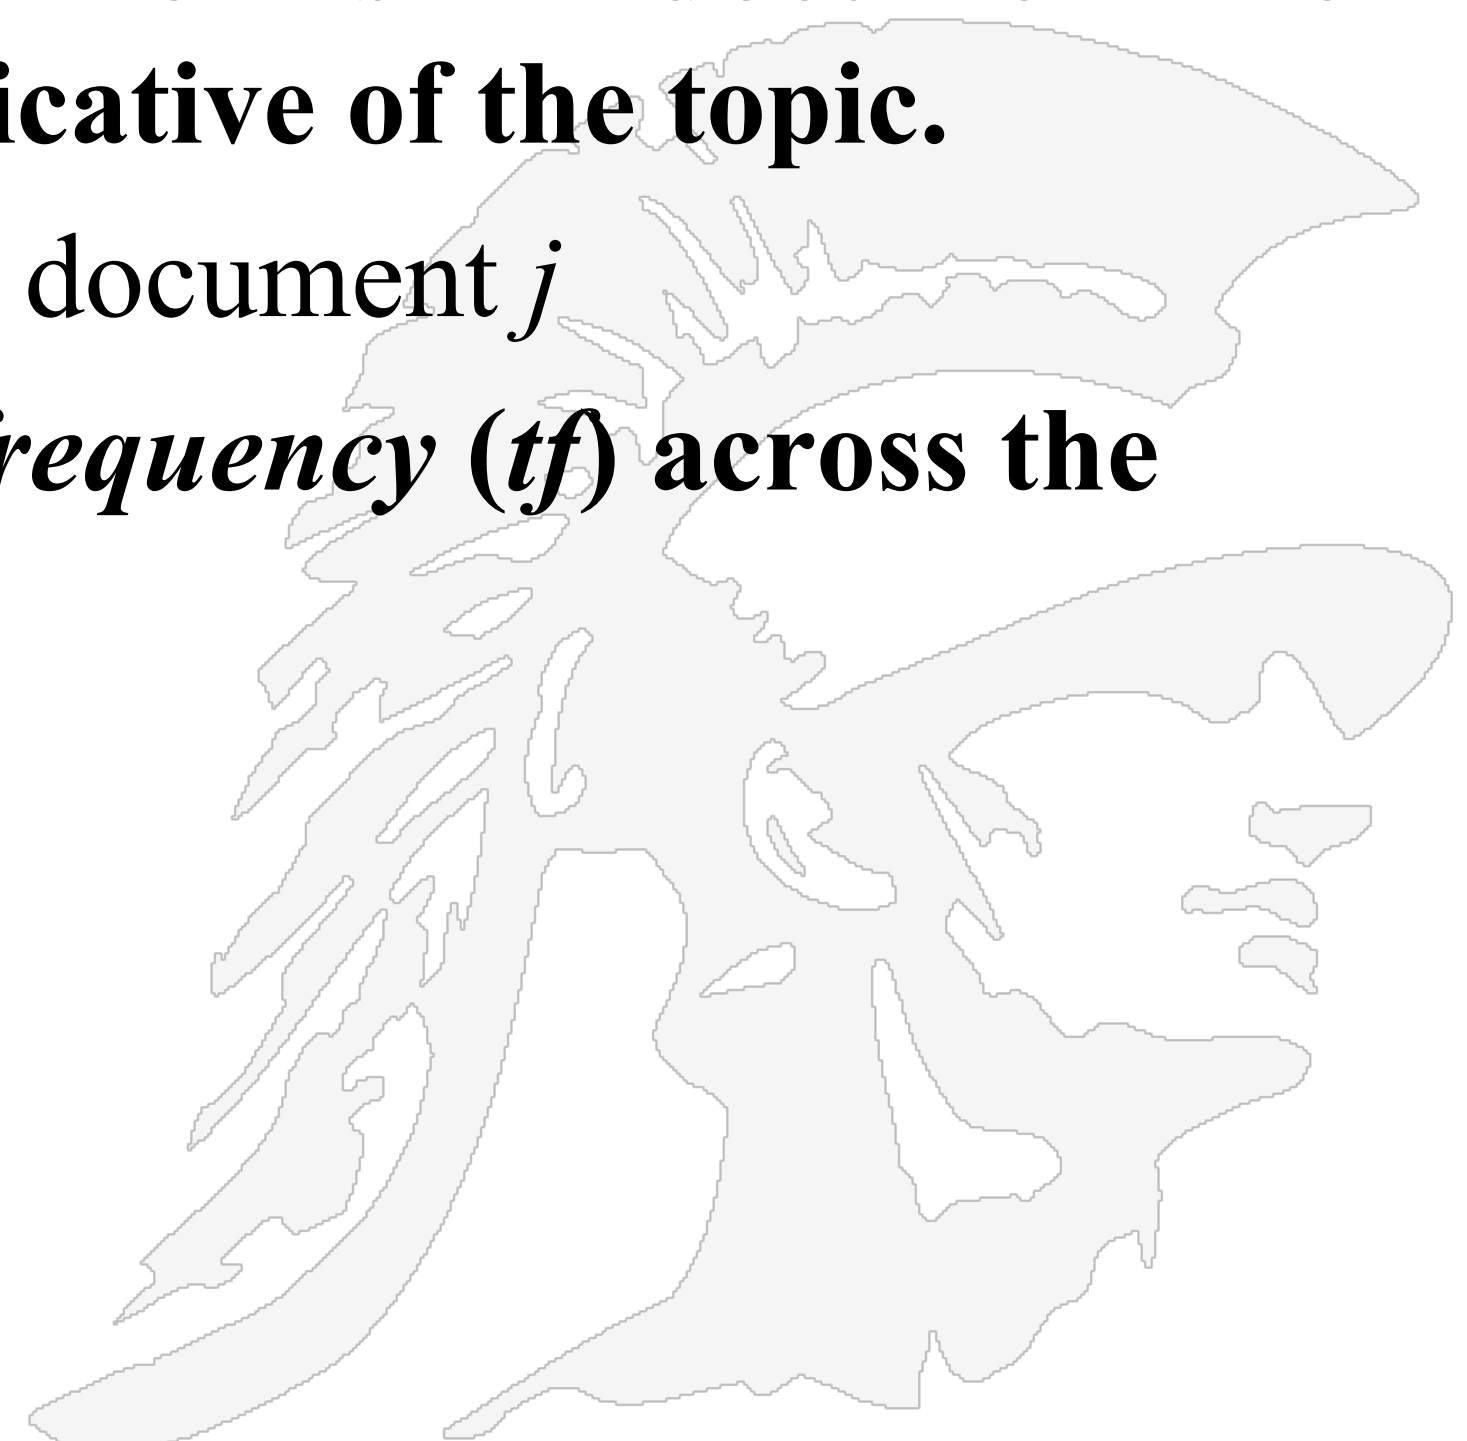 icative of the topic.
document j
requency (tf) across the